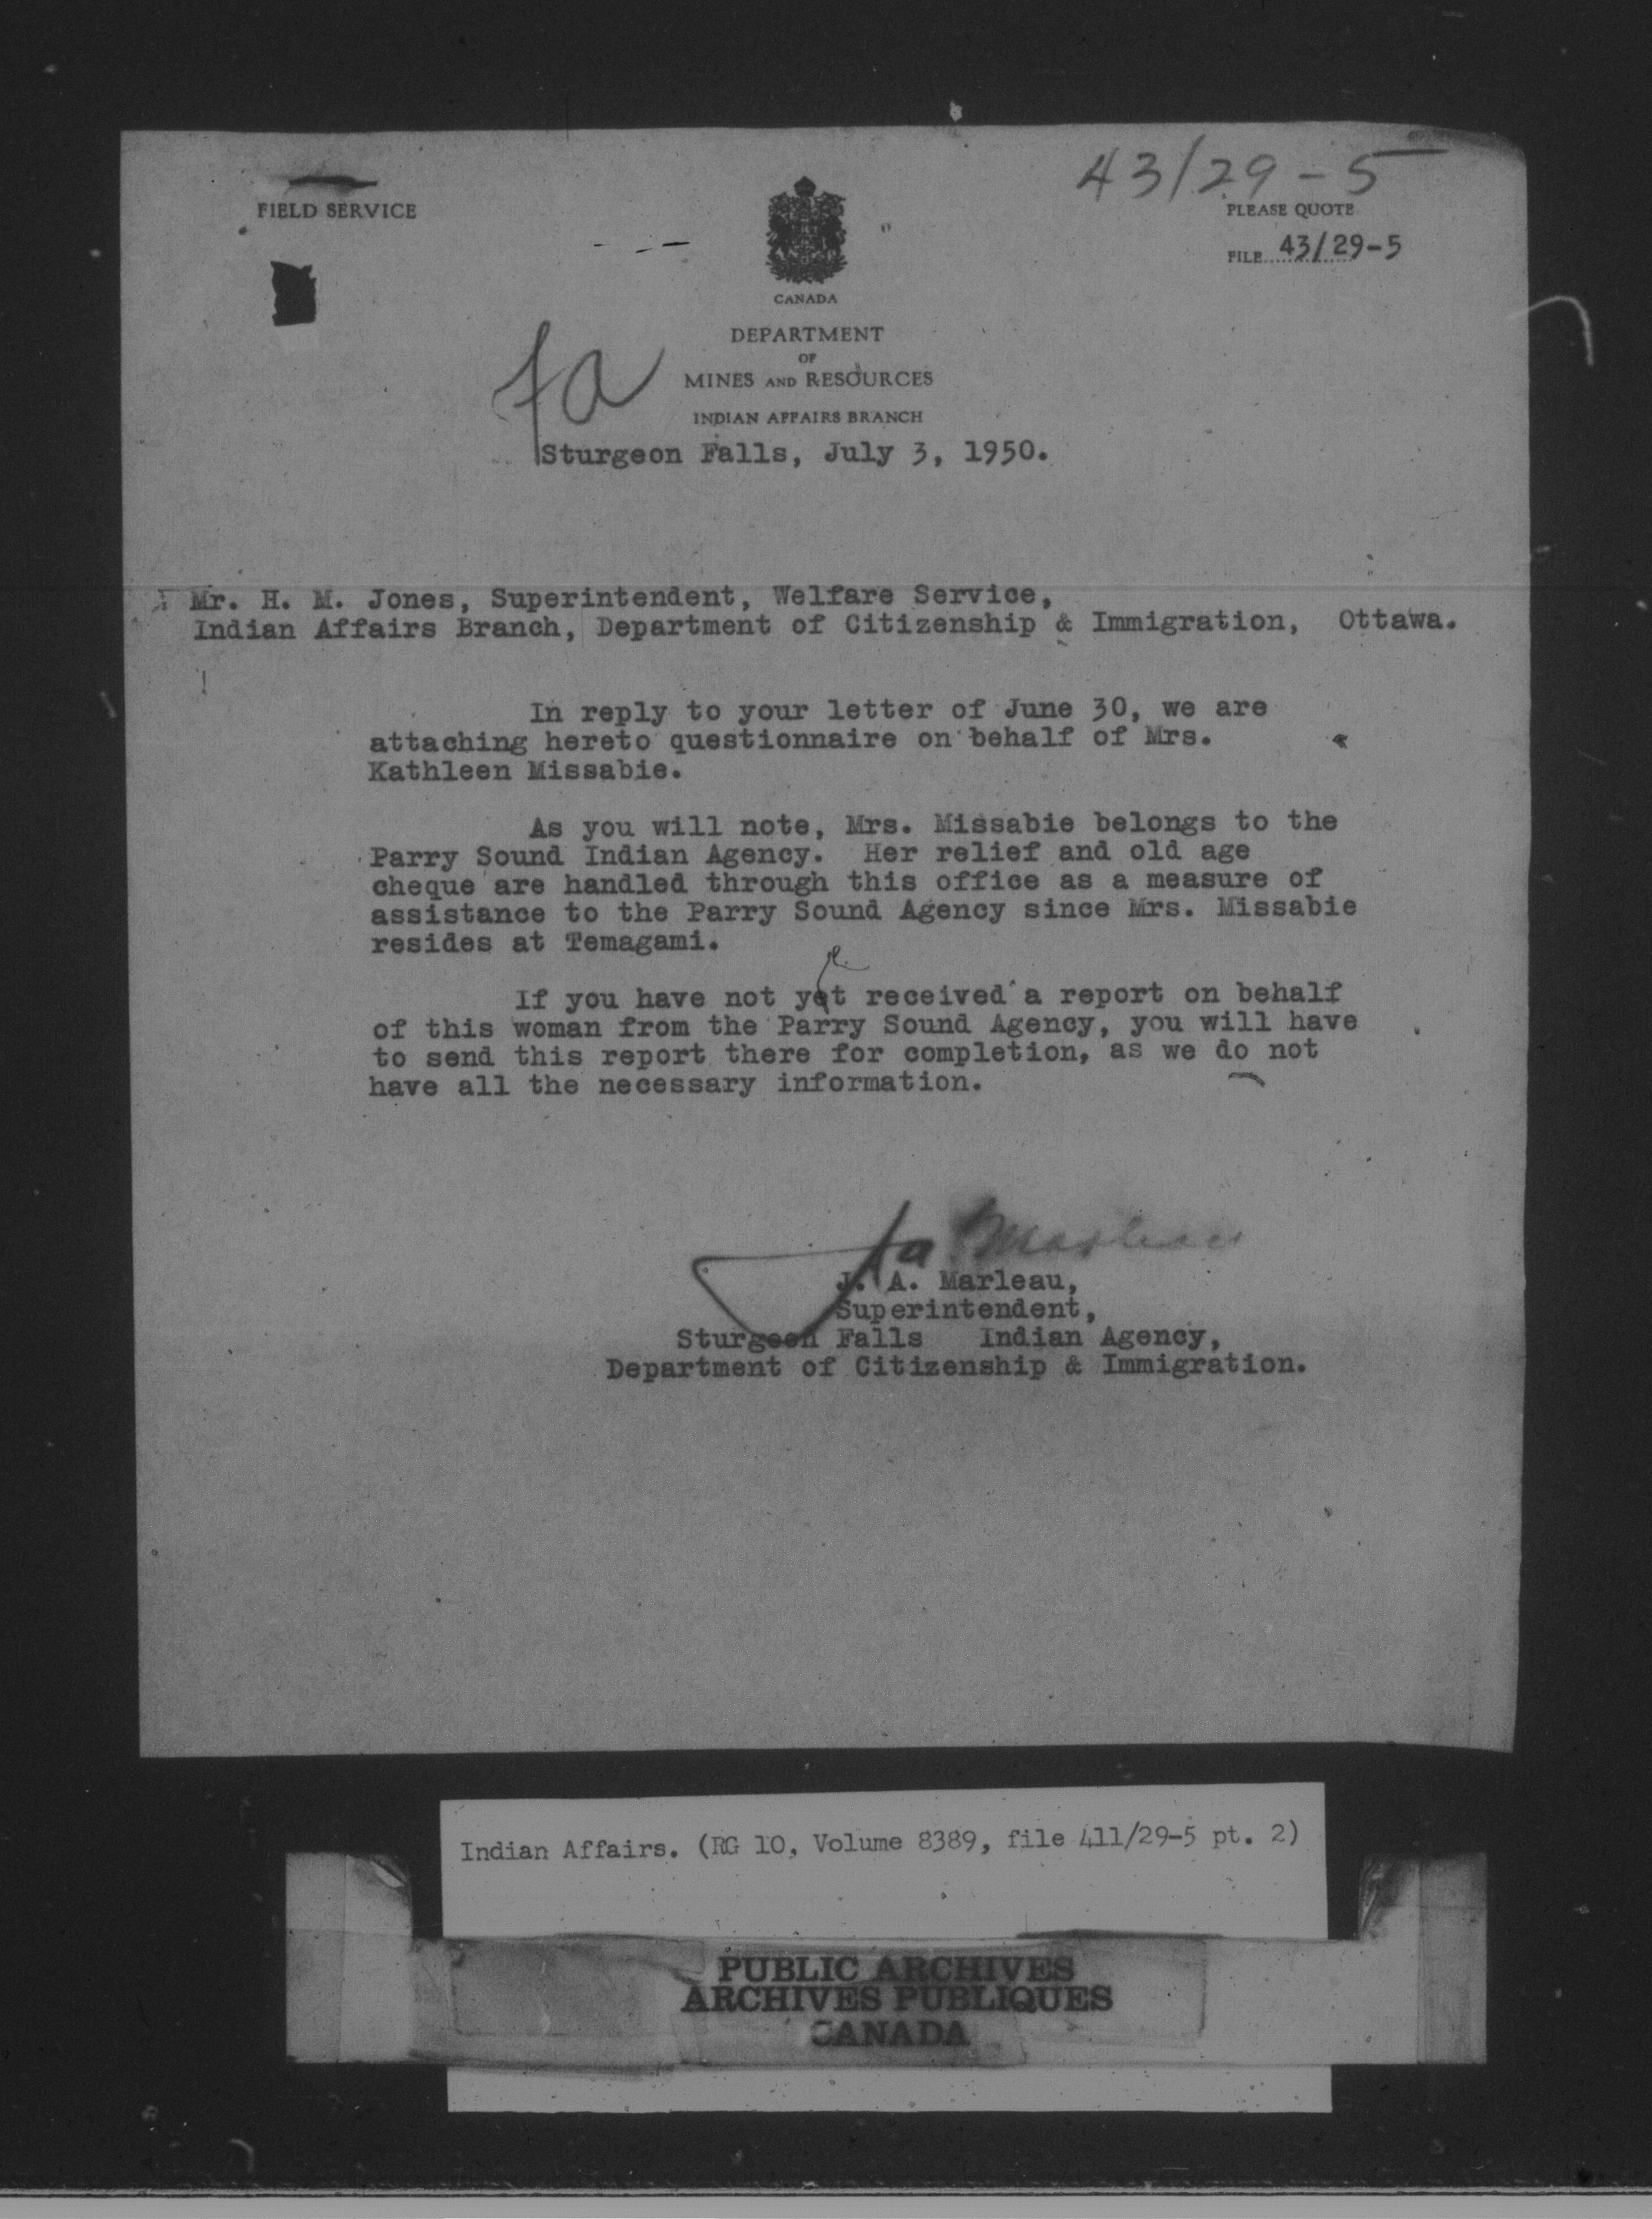 43/29-5
FIELD SERVICE
PLEASE QUOTE
FILE 43/29-5
CANADA
DEPARTMENT
OF
MINES AND RESOURCES
INDIAN AFFAIRS BRANCH
Sturgeon Falls, July 3, 1950.
Mr. H. M. Jones, Superintendent, Welfare Service,
Indian Affairs Branch, Department of Citizenship & Immigration, Ottawa.
In reply to your letter of June 30, we are
attaching hereto questionnaire on behalf of Mrs.
Kathleen Missabie.
As you will note, Mrs. Missabie belongs to the
Parry Sound Indian Agency. Her relief and old age
cheque are handled through this office as a measure of
assistance to the Parry Sound Agency since Mrs. Missabie
resides at Temagami.
If you have not yet received a report on behalf
of this woman from the Parry Sound Agency, you will have
to send this report there for completion, as we do not
have all the necessary information.
J. A. Marleau,
Superintendent,
Sturgeon Falls Indian Agency,
Department of Citizenship & Immigration.
Indian Affairs. (RG 10, Volume 8389, file 411/29-5 pt. 2)
PUBLIC ARCHIVES
ARCHIVES PUBLIQUES
CANADA